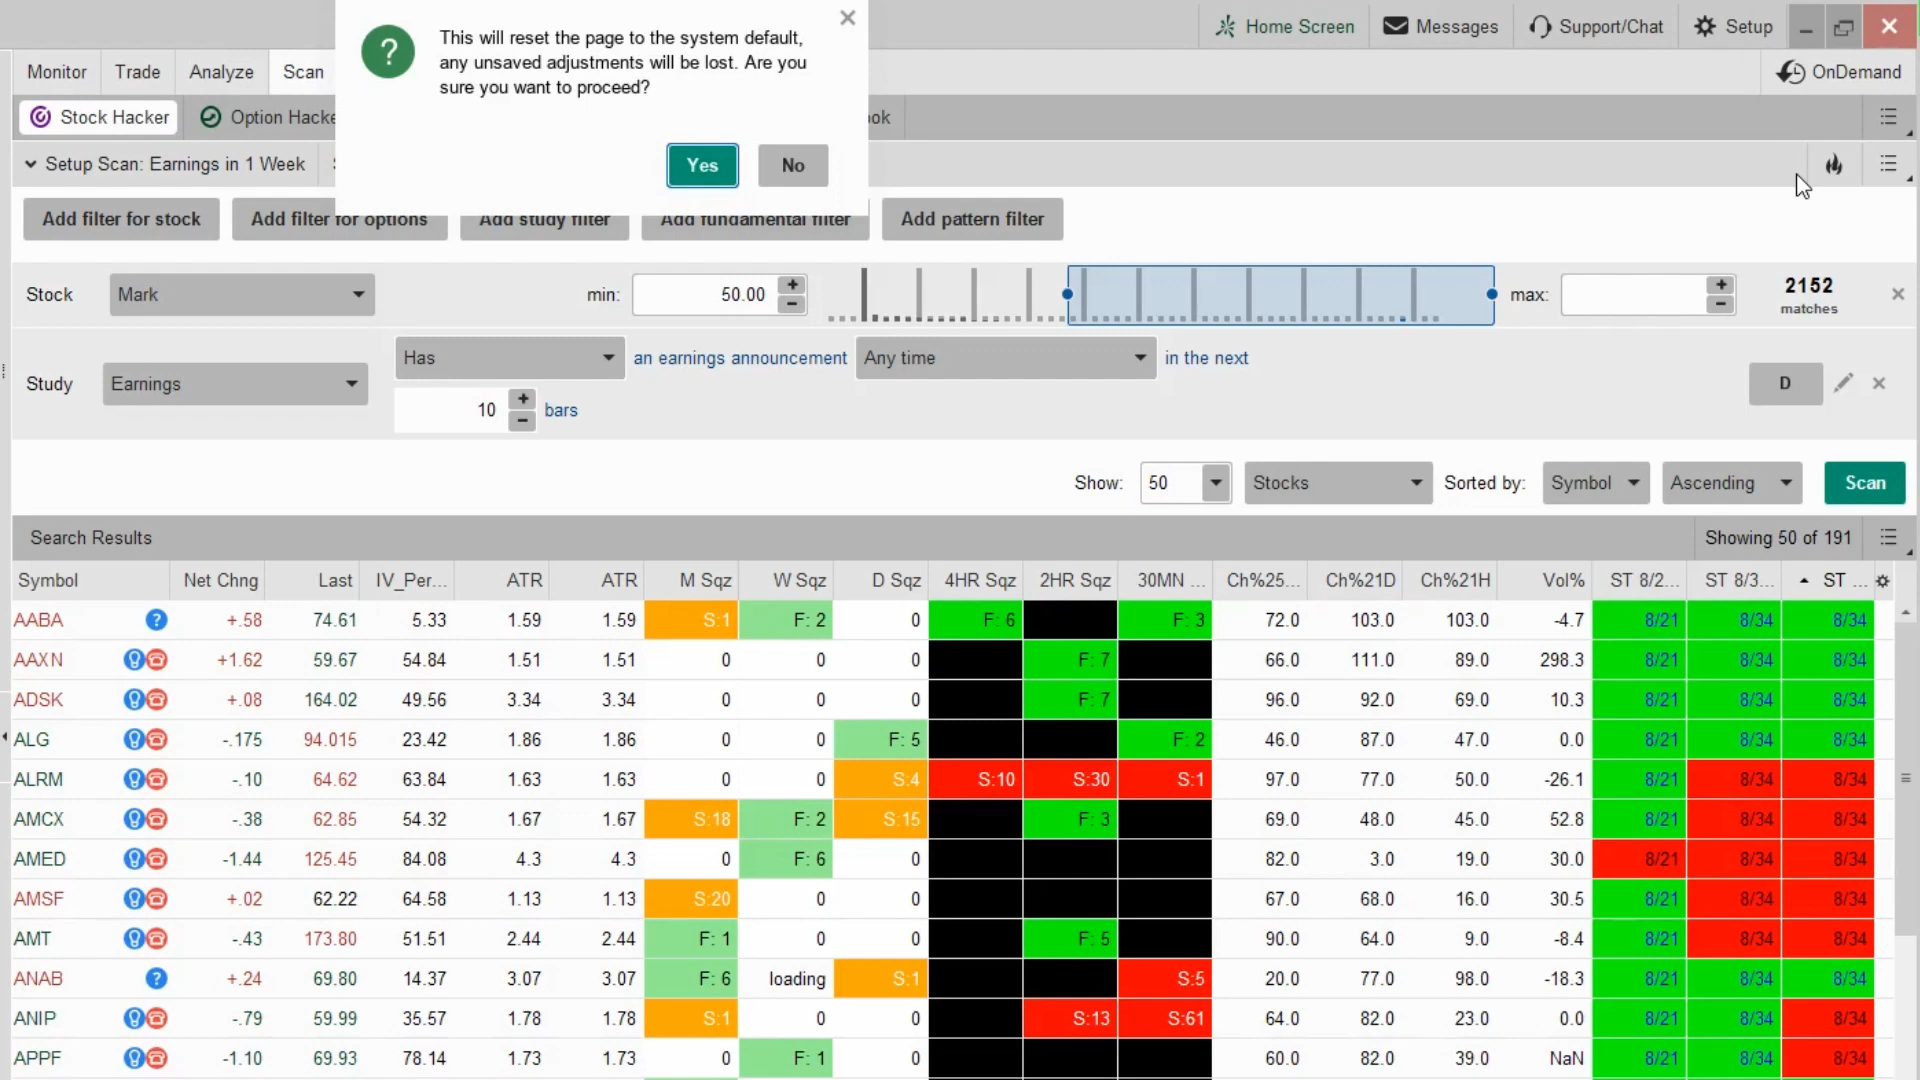 This will reset the page to the system default,
any unsaved adjustments will be lost. Are you
sure you want to proceed?
Yes No
Home Screen Messages Support/Chat Setup
Monitor Trade Analyze Scan OnDemand
Stock Hacker Option Hacke ook
Setup Scan: Earnings in 1 Week
Add filter for stock Add filter for options Add study filter Add fundamental filter Add pattern filter
Stock Mark min: 50.00 max: 2152
matches
Study Earnings Has an earnings announcement Any time in the next D
10 bars
Show: 50 Stocks Sorted by: Symbol Ascending Scan
Search Results Showing 50 of 191
Symbol Net Chng Last IV_Per... ATR ATR M Sqz W Sqz D Sqz 4HR Sqz 2HR Sqz 30MN ... Ch%25... Ch%21D Ch%21H Vol% ST 8/2... ST 8/3... ST ...
AABA ? +.58 74.61 5.33 1.59 1.59 S:1 F: 2 0 F: 6 F: 3 72.0 103.0 103.0 -4.7 8/21 8/34 8/34
AAXN +1.62 59.67 54.84 1.51 1.51 0 0 0 F: 7 66.0 111.0 89.0 298.3 8/21 8/34 8/34
ADSK +.08 164.02 49.56 3.34 3.34 0 0 0 F: 7 96.0 92.0 69.0 10.3 8/21 8/34 8/34
ALG -.175 94.015 23.42 1.86 1.86 0 0 F: 5 F: 2 46.0 87.0 47.0 0.0 8/21 8/34 8/34
ALRM -.10 64.62 63.84 1.63 1.63 0 0 S:4 S:10 S:30 S:1 97.0 77.0 50.0 -26.1 8/21 8/34 8/34
AMCX -.38 62.85 54.32 1.67 1.67 S:18 F: 2 S:15 F: 3 69.0 48.0 45.0 52.8 8/21 8/34 8/34
AMED -1.44 125.45 84.08 4.3 4.3 0 F: 6 0 82.0 3.0 19.0 30.0 8/21 8/34 8/34
AMSF +.02 62.22 64.58 1.13 1.13 S:20 0 0 67.0 68.0 16.0 30.5 8/21 8/34 8/34
AMT -.43 173.80 51.51 2.44 2.44 F: 1 0 0 F: 5 90.0 64.0 9.0 -8.4 8/21 8/34 8/34
ANAB ? +.24 69.80 14.37 3.07 3.07 F: 6 loading S:1 S:5 20.0 77.0 98.0 -18.3 8/21 8/34 8/34
ANIP -.79 59.99 35.57 1.78 1.78 S:1 0 0 S:13 S:61 64.0 82.0 23.0 0.0 8/21 8/34 8/34
APPF -1.10 69.93 78.14 1.73 1.73 0 F: 1 0 60.0 82.0 39.0 NaN 8/21 8/34 8/34